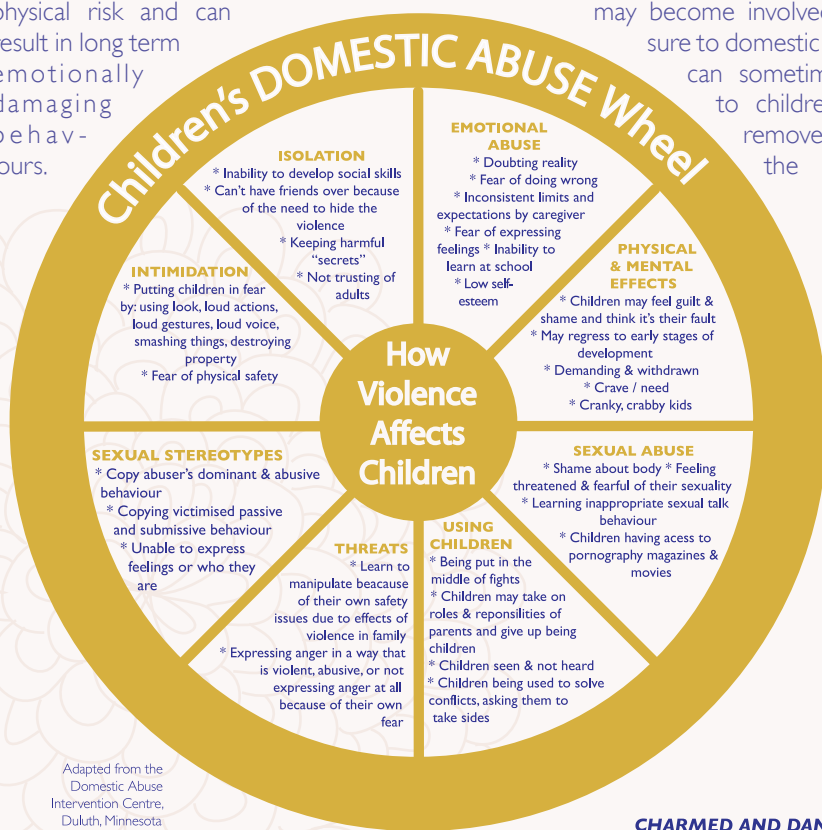 physical risk and can
result in long term
emotionally
damaging
behav-
iours.
may become involved
sure to domestic
can
to
remove
the
Children's DOMESTIC ABUSE Wheel
ISOLATION
* Inability to develop social skills
* Can't have friends over because
of the need to hide the
violence
* Keeping harmful
“secrets”
* Not trusting of
adults
EMOTIONAL
ABUSE
* Doubting reality
* Fear of doing wrong
* Inconsistent limits and
expectations by caregiver
* Fear of expressing
feelings * Inability to
learn at school
* Low self-
esteem
PHYSICAL
& MENTAL
EFFECTS
* Children may feel guilt &
shame and think it's their fault
* May regress to early stages of
development
* Demanding & withdrawn
* Crave / need
* Cranky, crabby kids
SEXUAL ABUSE
* Shame about body * Feeling
threatened & fearful of their sexuality
* Learning inappropriate sexual talk
behaviour
* Children having acess to
pornography magazines &
movies
USING
CHILDREN
* Being put in the
middle of fights
* Children may take on
roles & reponsilities of
parents and give up being
children
* Children seen & not heard
* Children being used to solve
conflicts, asking them to
take sides
THREATS
* Learn to
manipulate beacause
of their own safety
issues due to effects of
violence in family
* Expressing anger in a way that
is violent, abusive, or not
expressing anger at all
because of their own
fear
SEXUAL STEREOTYPES
* Copy abuser's dominant & abusive
behaviour
* Copying victimised passive
and submissive behaviour
* Unable to express
feelings or who they
are
INTIMIDATION
* Putting children in fear
by: using look, loud actions,
loud gestures, loud voice,
smashing things, destroying
property
* Fear of physical safety
How
Violence
Affects
Children
Adapted from the
Domestic Abuse
Intervention Centre,
Duluth, Minnesota
CHARMED AND